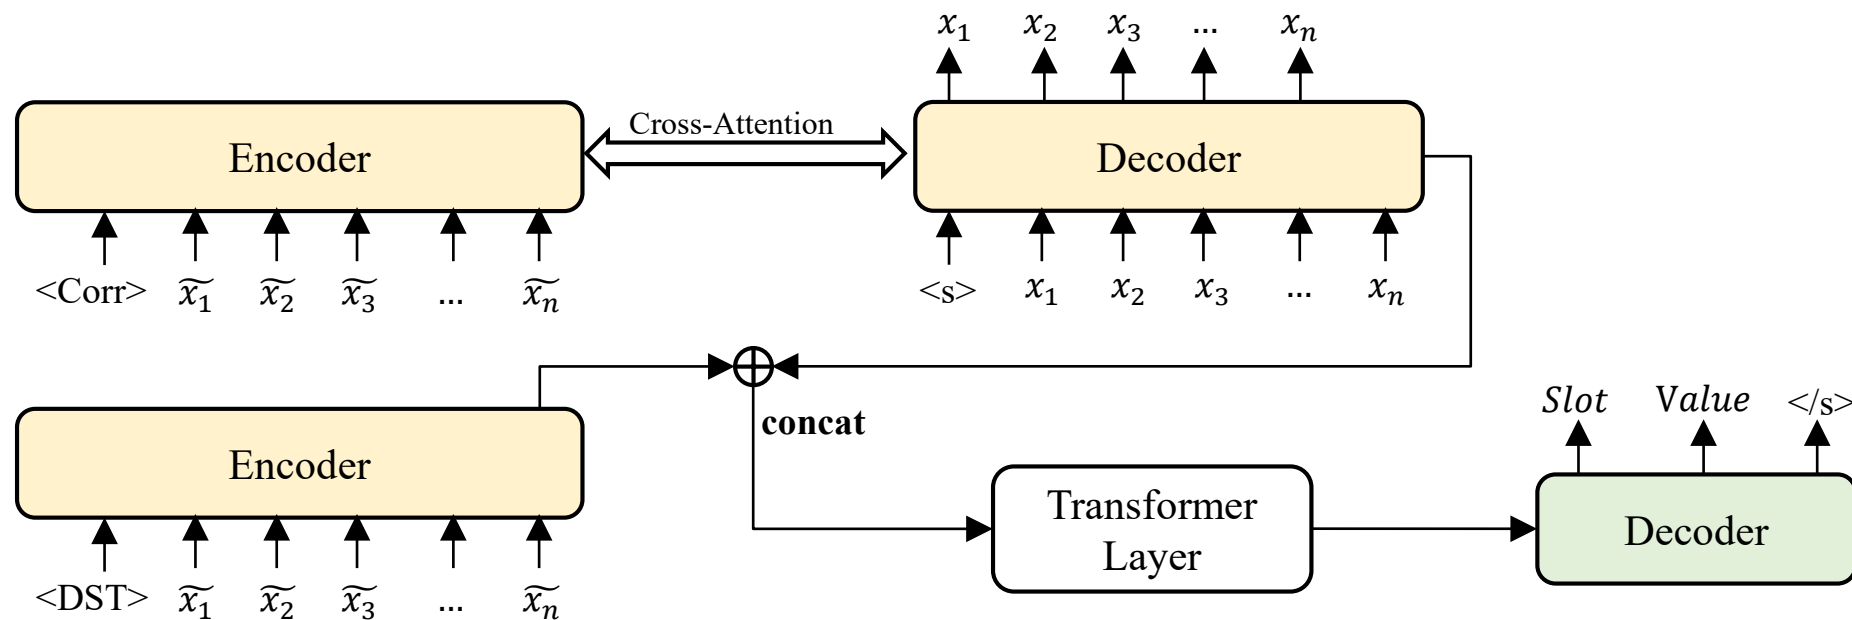 x₁ x₂ x₃ ... xₙ
Encoder
Cross-Attention
Decoder
<Corr> x̃₁ x̃₂ x̃₃ ... x̃ₙ
<s> x₁ x₂ x₃ ... xₙ
concat
Encoder
<DST> x̃₁ x̃₂ x̃₃ ... x̃ₙ
Transformer
Layer
Slot Value </s>
Decoder